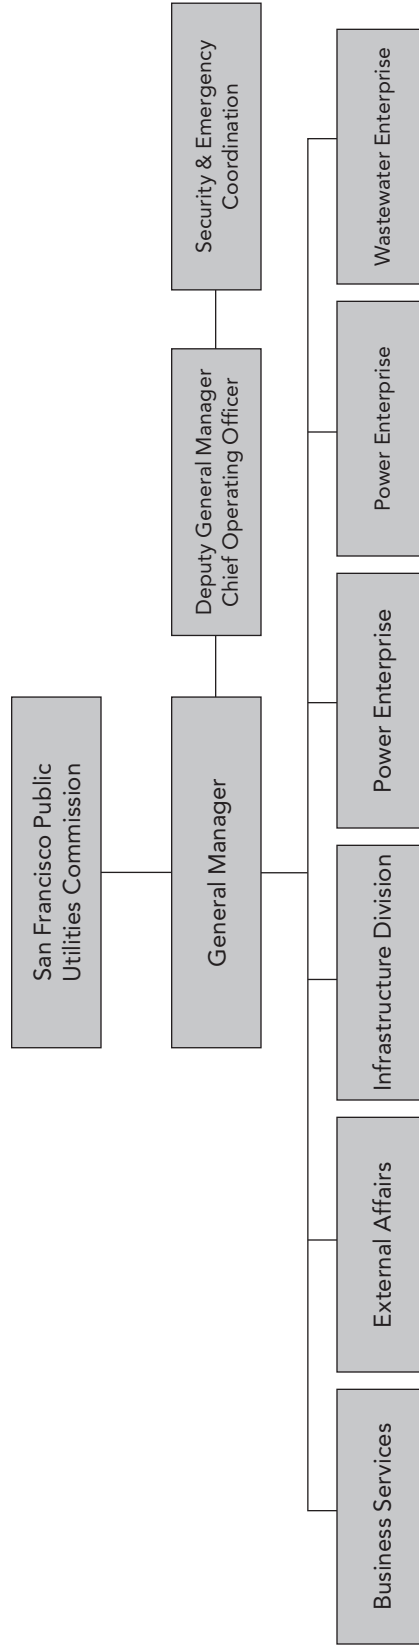 San Francisco Public
Utilities Commission
General Manager
Deputy General Manager
Chief Operating Officer
Security & Emergency
Coordination
Business Services
External Affairs
Infrastructure Division
Power Enterprise
Power Enterprise
Wastewater Enterprise